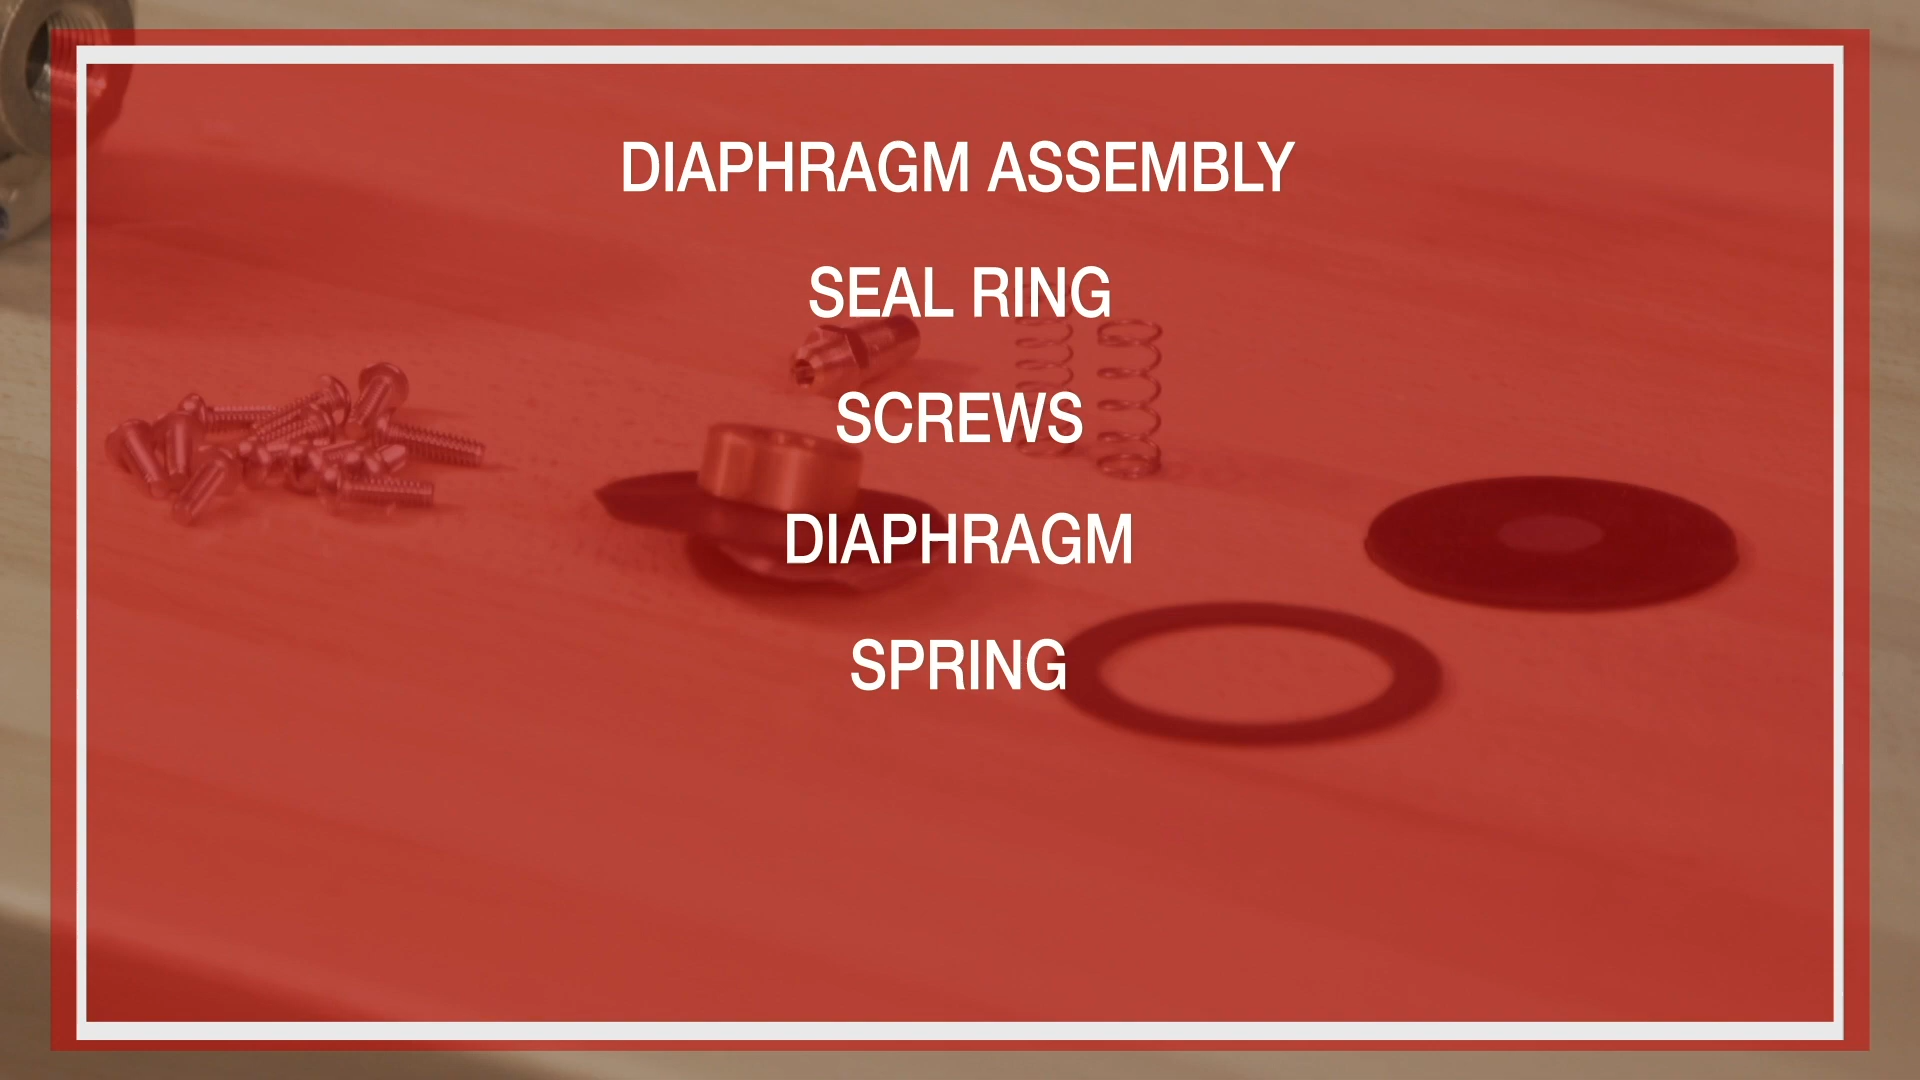 DIAPHRAGM ASSEMBLY
SEAL RING
SCREWS
DIAPHRAGM
SPRING